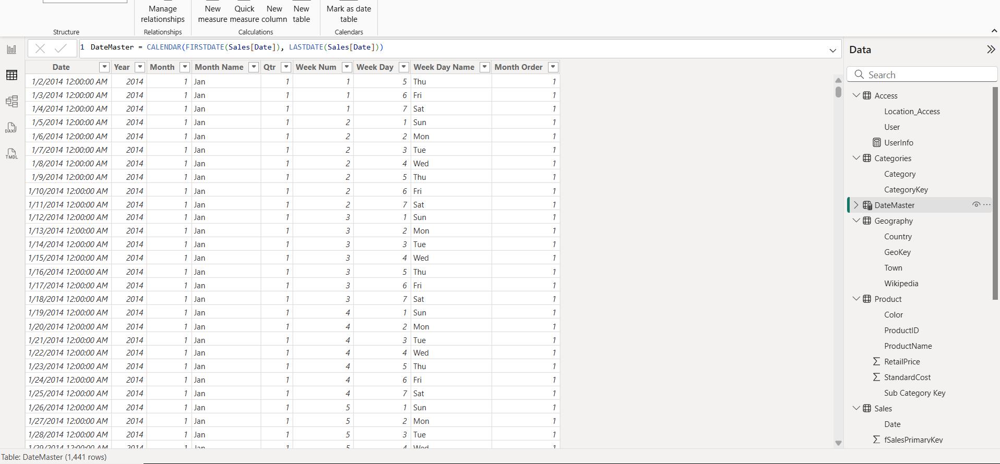 Manage relationships
New measure
Quick measure
New column
New table
Mark as date table
Structure
Relationships
Calculations
Calendars
1 DateMaster = CALENDAR(FIRSTDATE(Sales[Date]), LASTDATE(Sales[Date]))
Date Year Month Month Name Qtr Week Num Week Day Week Day Name Month Order
1/2/2014 12:00:00 AM 2014 1 Jan 1 1 5 Thu 1
1/3/2014 12:00:00 AM 2014 1 Jan 1 1 6 Fri 1
1/4/2014 12:00:00 AM 2014 1 Jan 1 1 7 Sat 1
1/5/2014 12:00:00 AM 2014 1 Jan 1 2 1 Sun 1
1/6/2014 12:00:00 AM 2014 1 Jan 1 2 2 Mon 1
1/7/2014 12:00:00 AM 2014 1 Jan 1 2 3 Tue 1
1/8/2014 12:00:00 AM 2014 1 Jan 1 2 4 Wed 1
1/9/2014 12:00:00 AM 2014 1 Jan 1 2 5 Thu 1
1/10/2014 12:00:00 AM 2014 1 Jan 1 2 6 Fri 1
1/11/2014 12:00:00 AM 2014 1 Jan 1 2 7 Sat 1
1/12/2014 12:00:00 AM 2014 1 Jan 1 3 1 Sun 1
1/13/2014 12:00:00 AM 2014 1 Jan 1 3 2 Mon 1
1/14/2014 12:00:00 AM 2014 1 Jan 1 3 3 Tue 1
1/15/2014 12:00:00 AM 2014 1 Jan 1 3 4 Wed 1
1/16/2014 12:00:00 AM 2014 1 Jan 1 3 5 Thu 1
1/17/2014 12:00:00 AM 2014 1 Jan 1 3 6 Fri 1
1/18/2014 12:00:00 AM 2014 1 Jan 1 3 7 Sat 1
1/19/2014 12:00:00 AM 2014 1 Jan 1 4 1 Sun 1
1/20/2014 12:00:00 AM 2014 1 Jan 1 4 2 Mon 1
1/21/2014 12:00:00 AM 2014 1 Jan 1 4 3 Tue 1
1/22/2014 12:00:00 AM 2014 1 Jan 1 4 4 Wed 1
1/23/2014 12:00:00 AM 2014 1 Jan 1 4 5 Thu 1
1/24/2014 12:00:00 AM 2014 1 Jan 1 4 6 Fri 1
1/25/2014 12:00:00 AM 2014 1 Jan 1 4 7 Sat 1
1/26/2014 12:00:00 AM 2014 1 Jan 1 5 1 Sun 1
1/27/2014 12:00:00 AM 2014 1 Jan 1 5 2 Mon 1
1/28/2014 12:00:00 AM 2014 1 Jan 1 5 3 Tue 1
1/29/2014 12:00:00 AM 2014 1 Jan 1 5 4 Wed 1
DAX
TMDL
Data
Search
Access
Location_Access
User
UserInfo
Categories
Category
CategoryKey
DateMaster
Geography
Country
GeoKey
Town
Wikipedia
Product
Color
ProductID
ProductName
RetailPrice
StandardCost
Sub Category Key
Sales
Date
fSalesPrimaryKey
Table: DateMaster (1,441 rows)